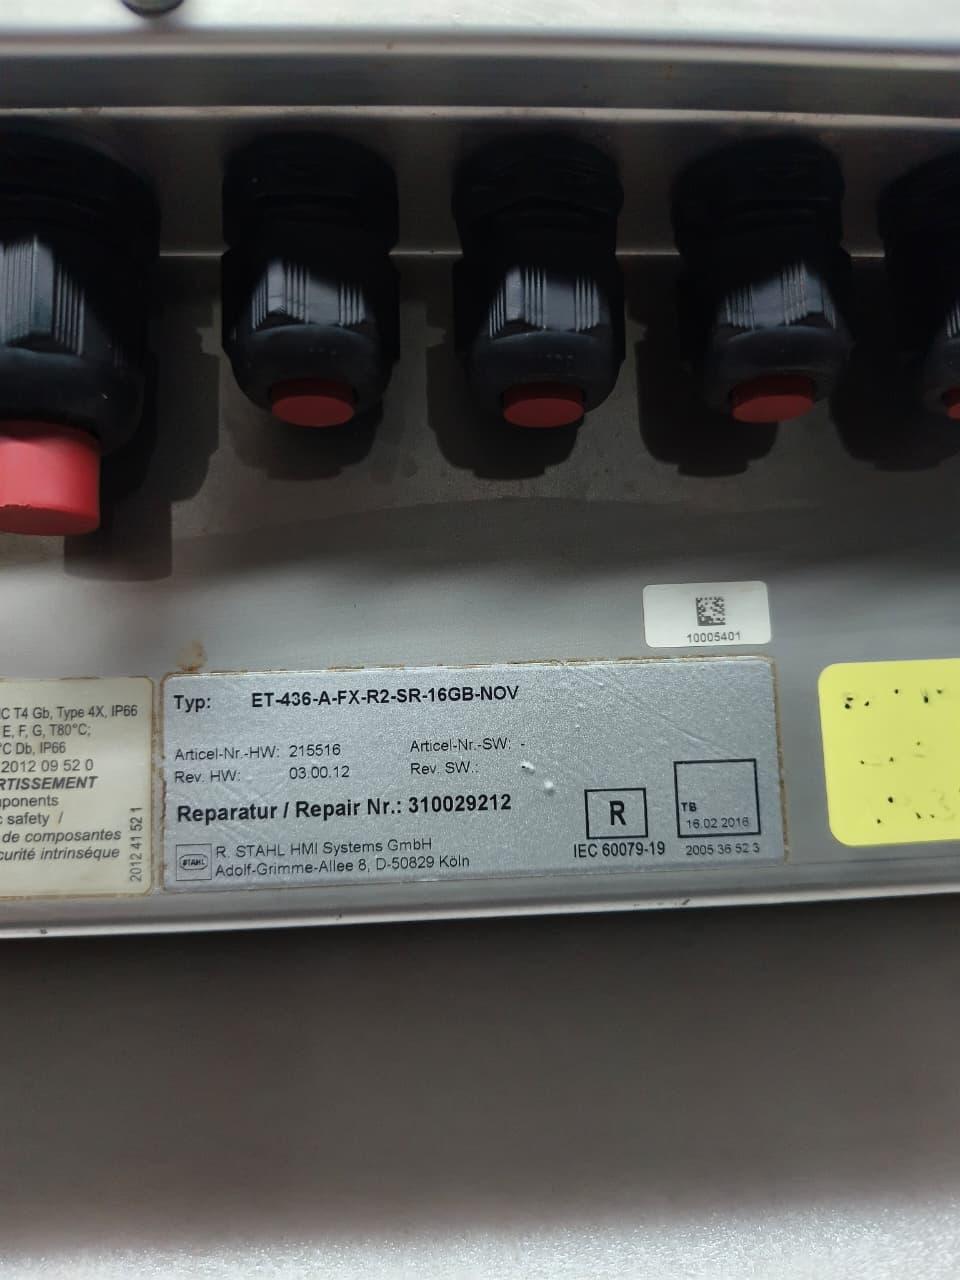 10005401
C T4 Gb, Type 4X, IP66
E, F, G, T80°C;
°C Db, IP66
2012 09 52 0
RTISSEMENT
ponents
c safety /
de composantes
curité intrinséque
2012 41 52 1
Typ: ET-436-A-FX-R2-SR-16GB-NOV
Articel-Nr.-HW: 215516 Articel-Nr.-SW: -
Rev. HW: 03.00.12 Rev. SW.:
Reparatur / Repair Nr.: 310029212
STAHL
R. STAHL HMI Systems GmbH
Adolf-Grimme-Allee 8, D-50829 Köln
R
IEC 60079-19
TB
16.02.2016
2005 36 52 3